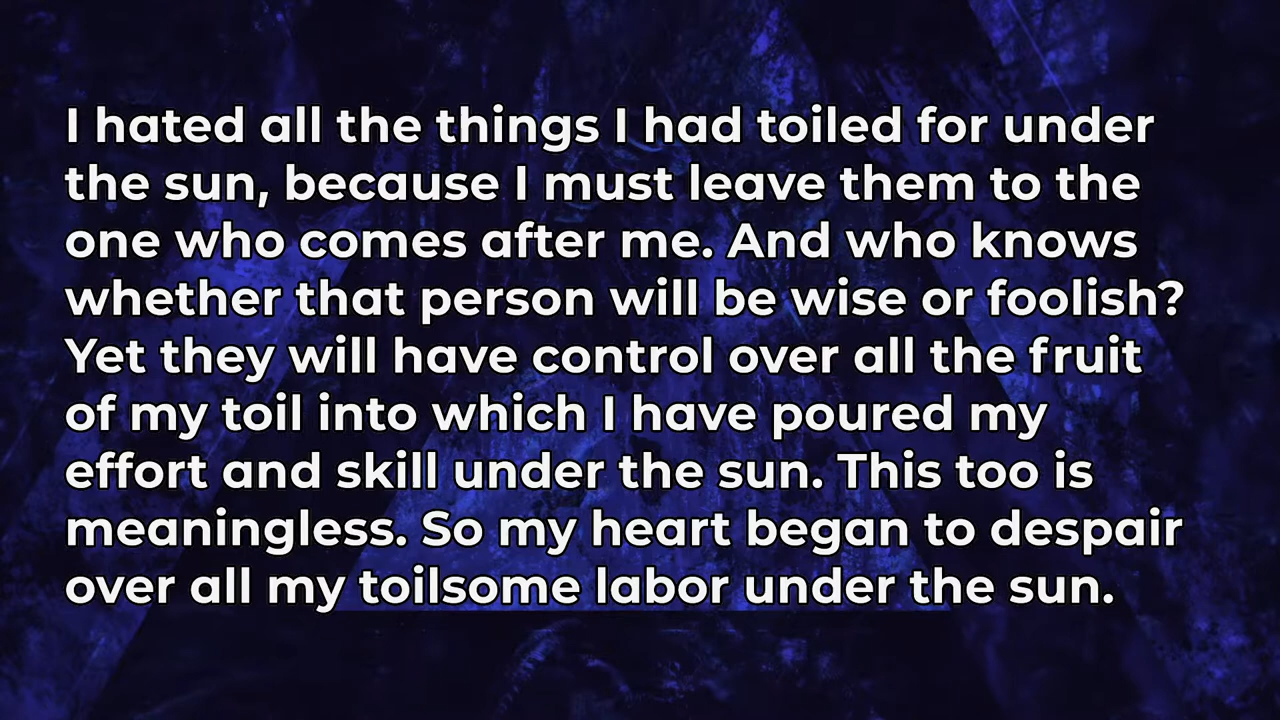 I hated all the things I had toiled for under
the sun, because I must leave them to the
one who comes after me. And who knows
whether that person will be wise or foolish?
Yet they will have control over all the fruit
of my toil into which I have poured my
effort and skill under the sun. This too is
meaningless. So my heart began to despair
over all my toilsome labor under the sun.